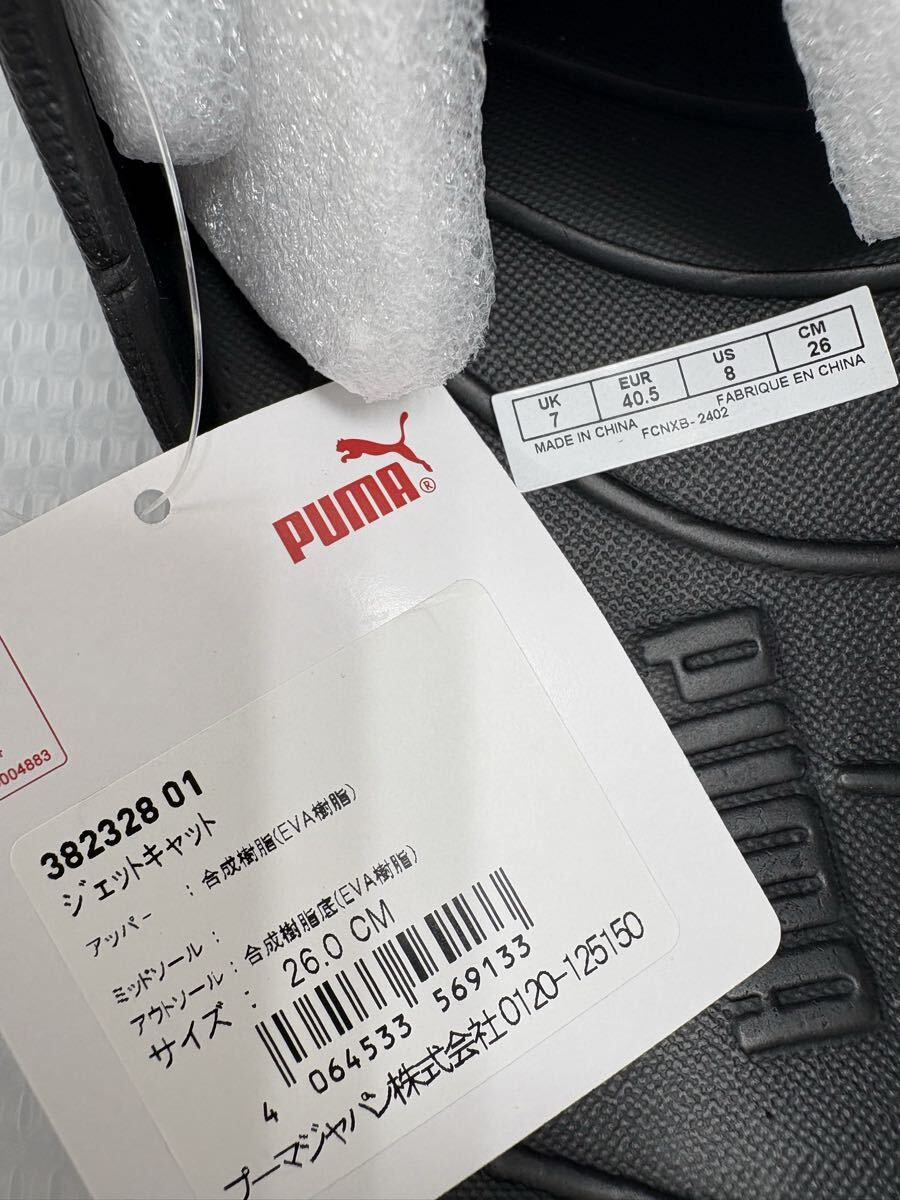 UK EUR US CM
7 40.5 8 26
MADE IN CHINA FCNXB-2402 FABRIQUE EN CHINA
PUMA®
004883
382328 01
ジェットキャット
アッパー : 合成樹脂(EVA樹脂)
ミッドソール :
アウトソール : 合成樹脂底(EVA樹脂)
サイズ : 26.0 CM
4 064533 569133
プーマジャパン株式会社0120-125150
PUMA